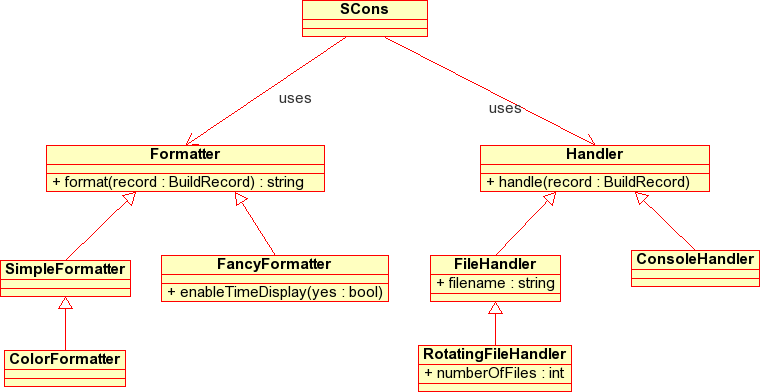 SCons
uses
uses
Formatter
+ format(record : BuildRecord) : string
Handler
+ handle(record : BuildRecord)
SimpleFormatter
FancyFormatter
+ enableTimeDisplay(yes : bool)
FileHandler
+ filename : string
ConsoleHandler
ColorFormatter
RotatingFileHandler
+ numberOfFiles : int